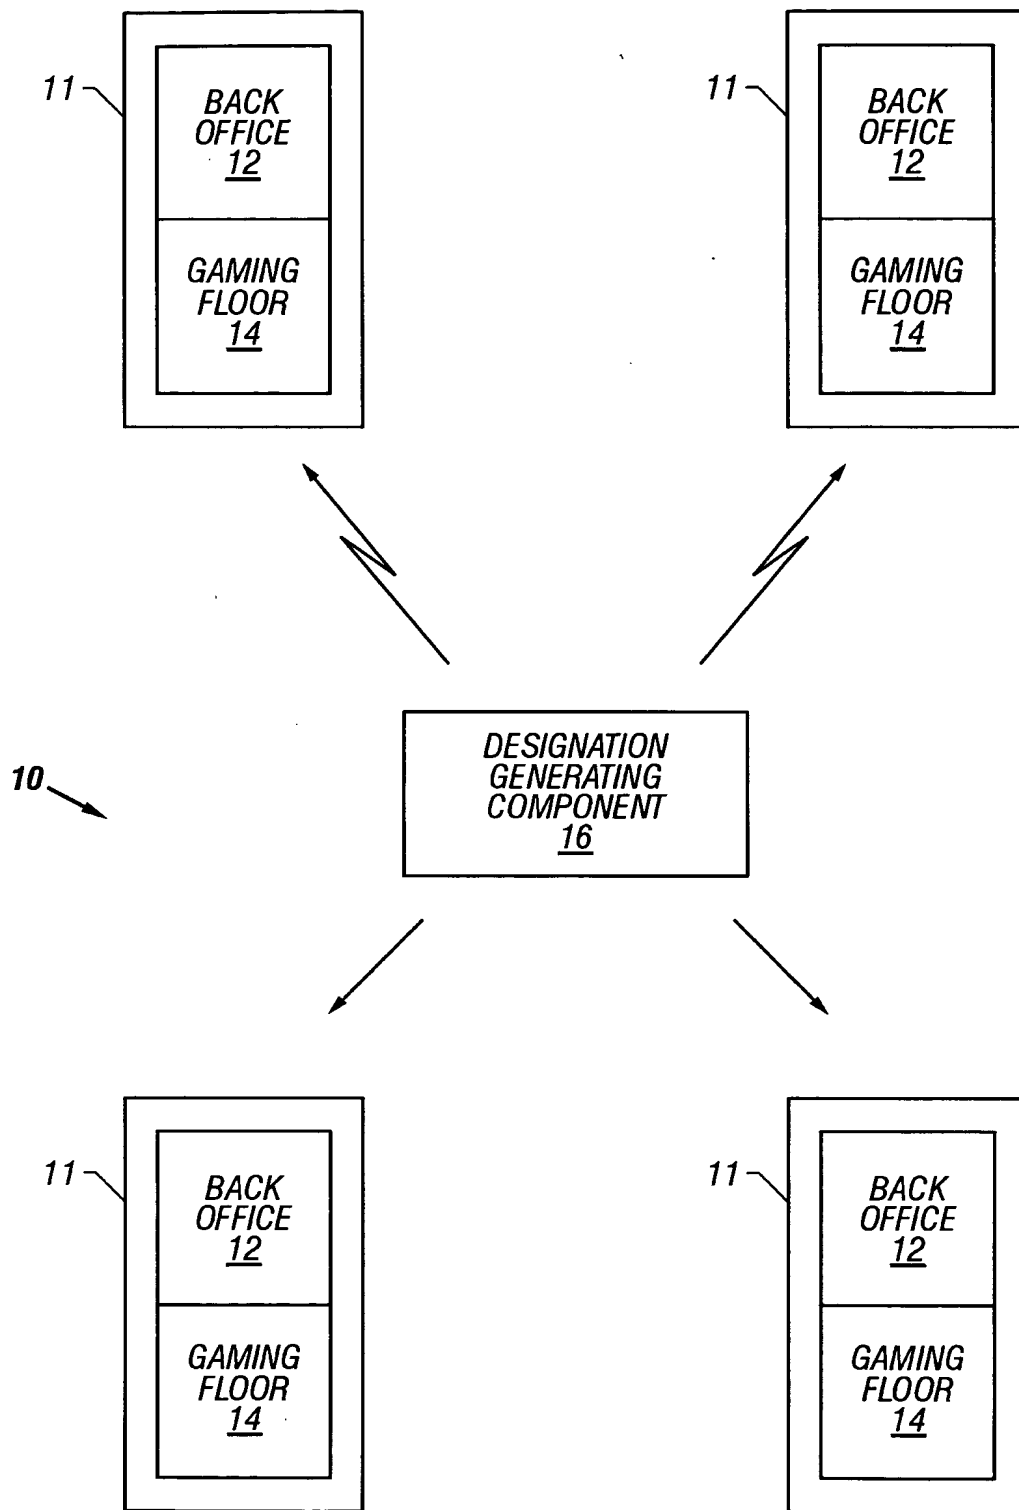 11
BACK
OFFICE
12
GAMING
FLOOR
14
11
BACK
OFFICE
12
GAMING
FLOOR
14
10
DESIGNATION
GENERATING
COMPONENT
16
11
BACK
OFFICE
12
GAMING
FLOOR
14
11
BACK
OFFICE
12
GAMING
FLOOR
14